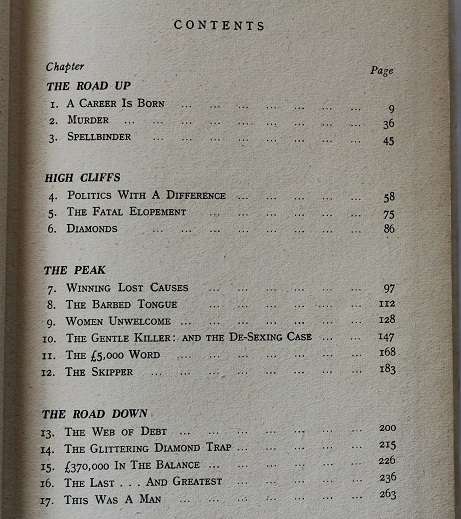 CONTENTS
Chapter Page
THE ROAD UP
1. A CAREER IS BORN ... ... ... ... ... ... ... 9
2. MURDER ... ... ... ... ... ... ... ... 36
3. SPELLBINDER ... ... ... ... ... ... ... 45
HIGH CLIFFS
4. POLITICS WITH A DIFFERENCE ... ... ... ... ... 58
5. THE FATAL ELOPEMENT ... ... ... ... ... ... 75
6. DIAMONDS ... ... ... ... ... ... ... ... 86
THE PEAK
7. WINNING LOST CAUSES ... ... ... ... ... ... 97
8. THE BARBED TONGUE ... ... ... ... ... ... 112
9. WOMEN UNWELCOME ... ... ... ... ... ... ... 128
10. THE GENTLE KILLER: AND THE DE-SEXING CASE ... ... 147
11. THE £5,000 WORD ... ... ... ... ... ... ... 168
12. THE SKIPPER ... ... ... ... ... ... ... 183
THE ROAD DOWN
13. THE WEB OF DEBT ... ... ... ... ... ... ... 200
14. THE GLITTERING DIAMOND TRAP ... ... ... ... ... 215
15. £370,000 IN THE BALANCE ... ... ... ... ... ... 226
16. THE LAST . . . AND GREATEST ... ... ... ... ... 236
17. THIS WAS A MAN ... ... ... ... ... ... ... 263